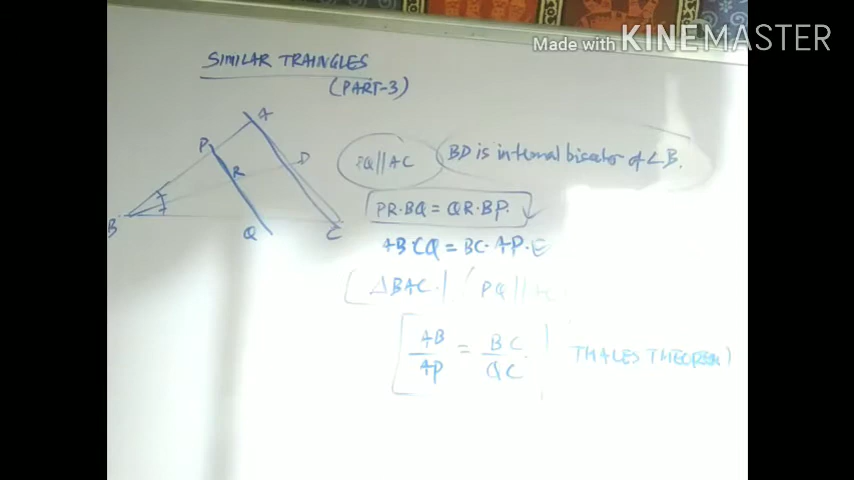 Made with KINEMASTER
SIMILAR TRAINGLES
(PART-3)
A
P
D
R
B
Q
C
PQ||AC
BD is internal bisector of ∠B.
PR·BQ = QR·BP.
AB·CQ = BC·AP·E
ΔBAC.
PQ||AC
AB/AP = BC/QC
THALES THEOREM)